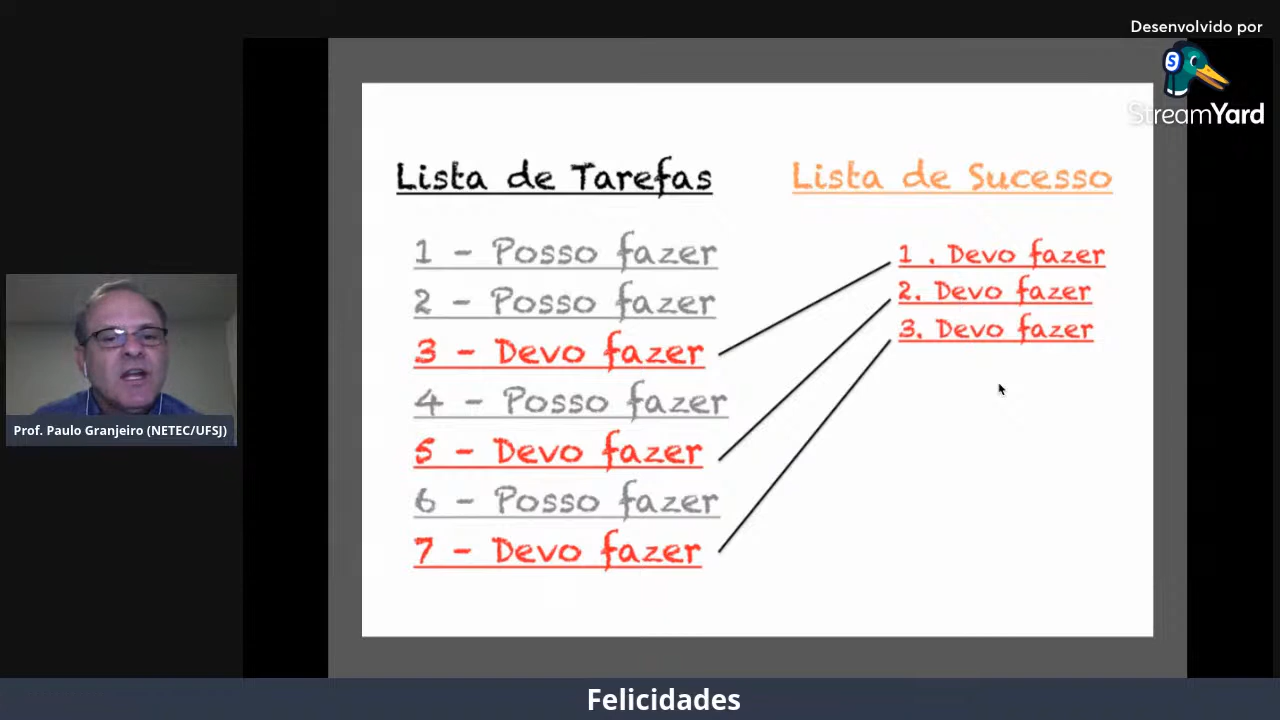 Desenvolvido por
StreamYard
Lista de Tarefas
1 - Posso fazer
2 - Posso fazer
3 - Devo fazer
4 - Posso fazer
5 - Devo fazer
6 - Posso fazer
7 - Devo fazer
Lista de Sucesso
1 . Devo fazer
2. Devo fazer
3. Devo fazer
Prof. Paulo Granjeiro (NETEC/UFSJ)
Felicidades